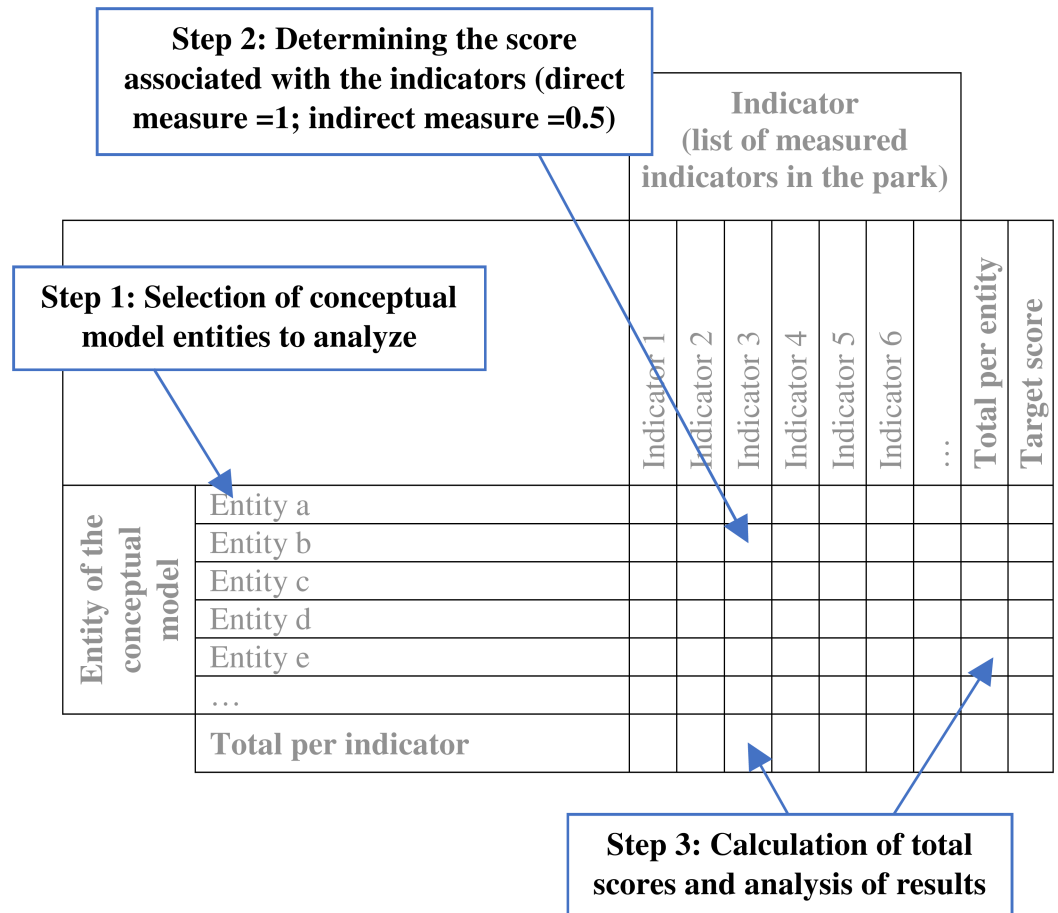 Step 2: Determining the score
associated with the indicators (direct
measure =1; indirect measure =0.5)
Indicator
(list of measured
indicators in the park)
Step 1: Selection of conceptual
model entities to analyze
Indicator 1
Indicator 2
Indicator 3
Indicator 4
Indicator 5
Indicator 6
…
Total per entity
Target score
Entity of the
conceptual
model
Entity a
Entity b
Entity c
Entity d
Entity e
…
Total per indicator
Step 3: Calculation of total
scores and analysis of results